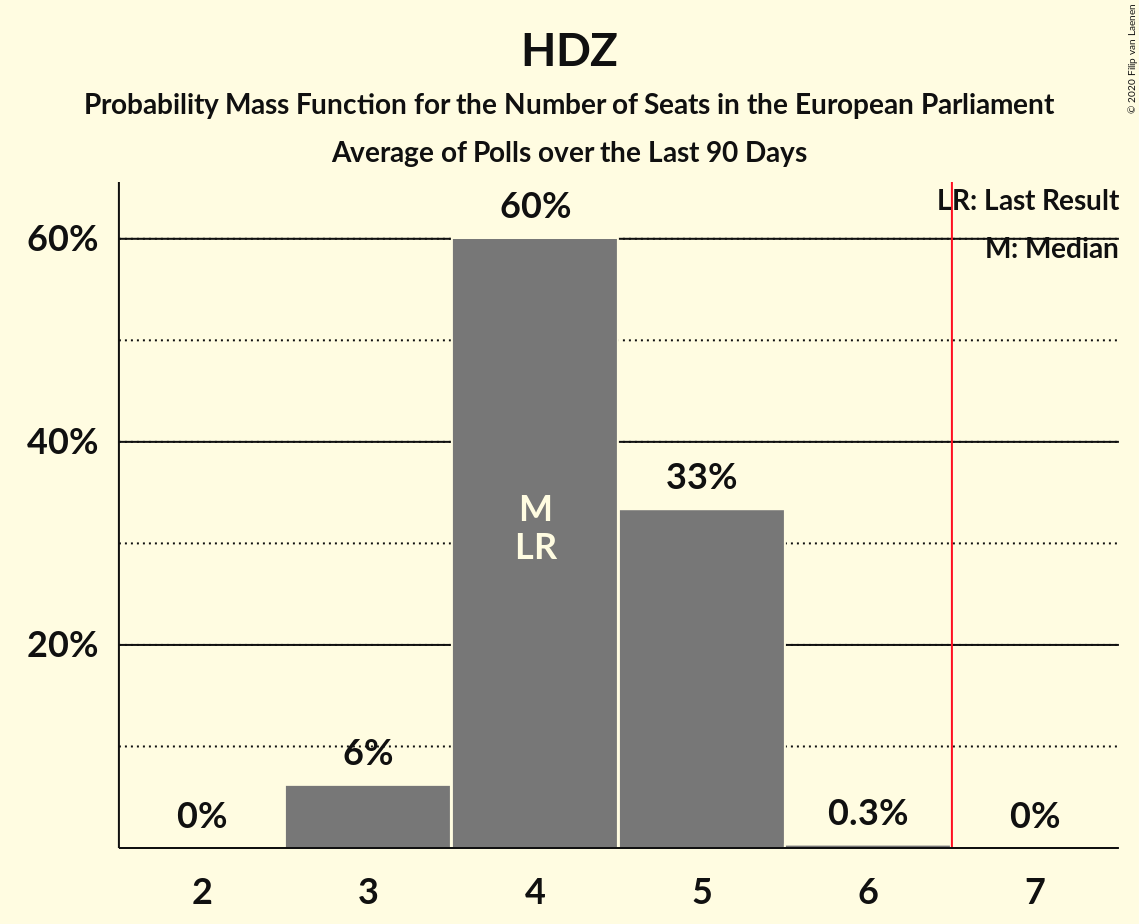 HDZ
Probability Mass Function for the Number of Seats in the European Parliament
Average of Polls over the Last 90 Days
© 2020 Filip van Laenen
LR: Last Result
M: Median
60%
40%
20%
0%
6%
60%
M
LR
33%
0.3%
0%
2 3 4 5 6 7